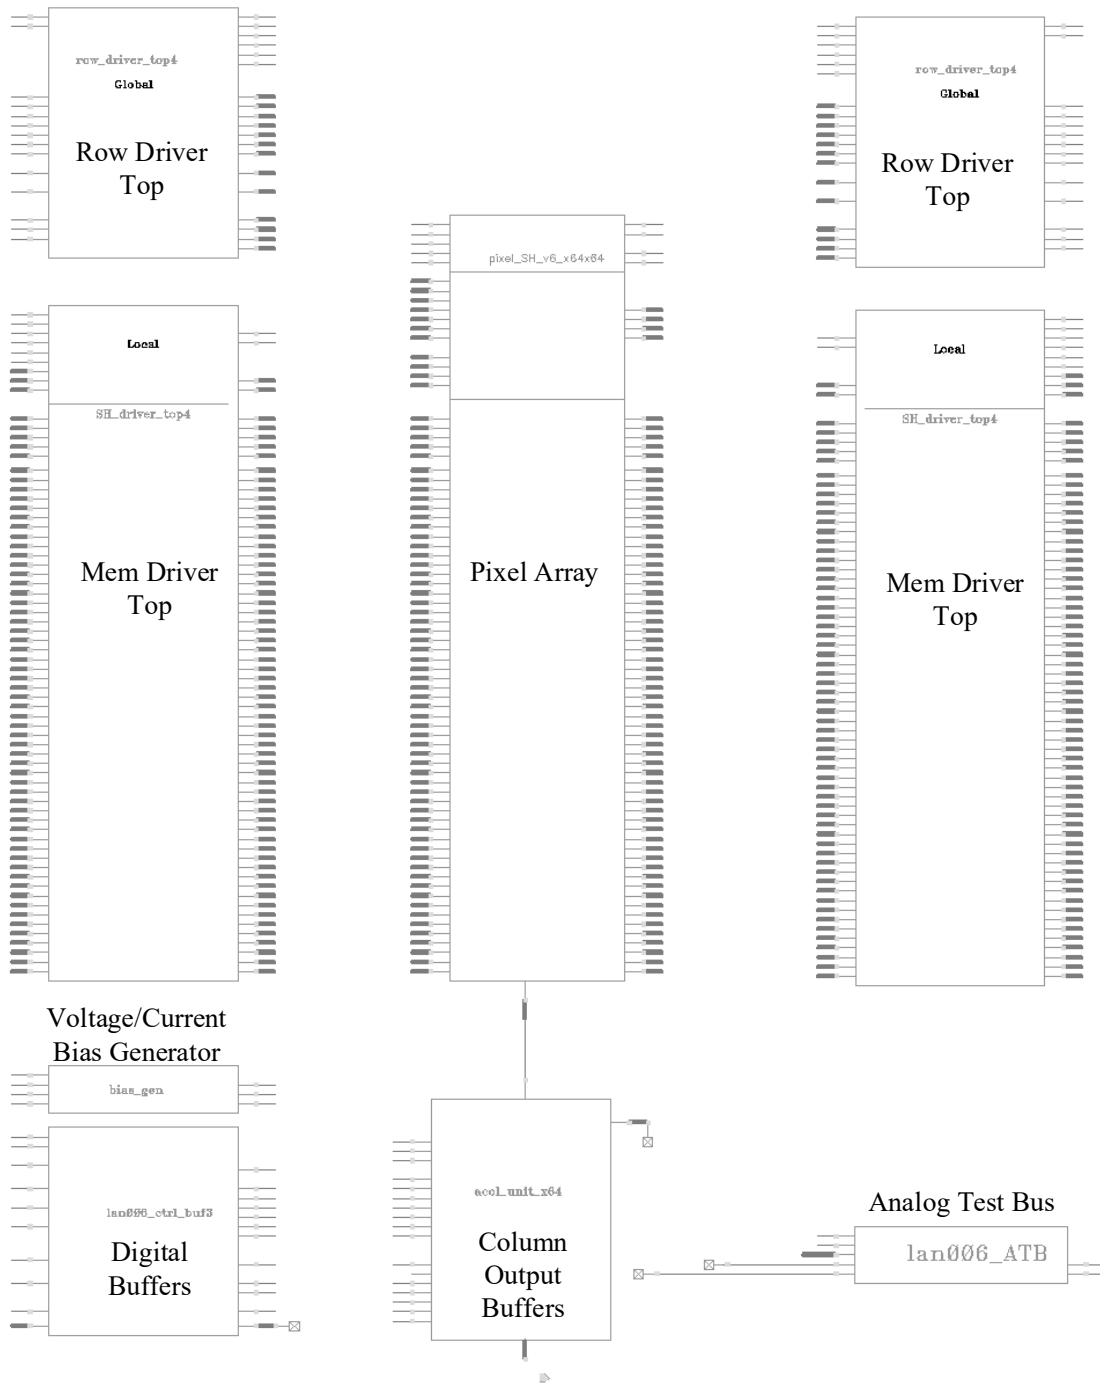 row_driver_top4
Global
Row Driver
Top
row_driver_top4
Global
Row Driver
Top
pixel_SH_v6_x64x64
Local
SH_driver_top4
Mem Driver
Top
Pixel Array
Local
SH_driver_top4
Mem Driver
Top
Voltage/Current
Bias Generator
bias_gen
lan006_ctrl_buf3
Digital
Buffers
accl_unit_x64
Column
Output
Buffers
Analog Test Bus
lan006_ATB